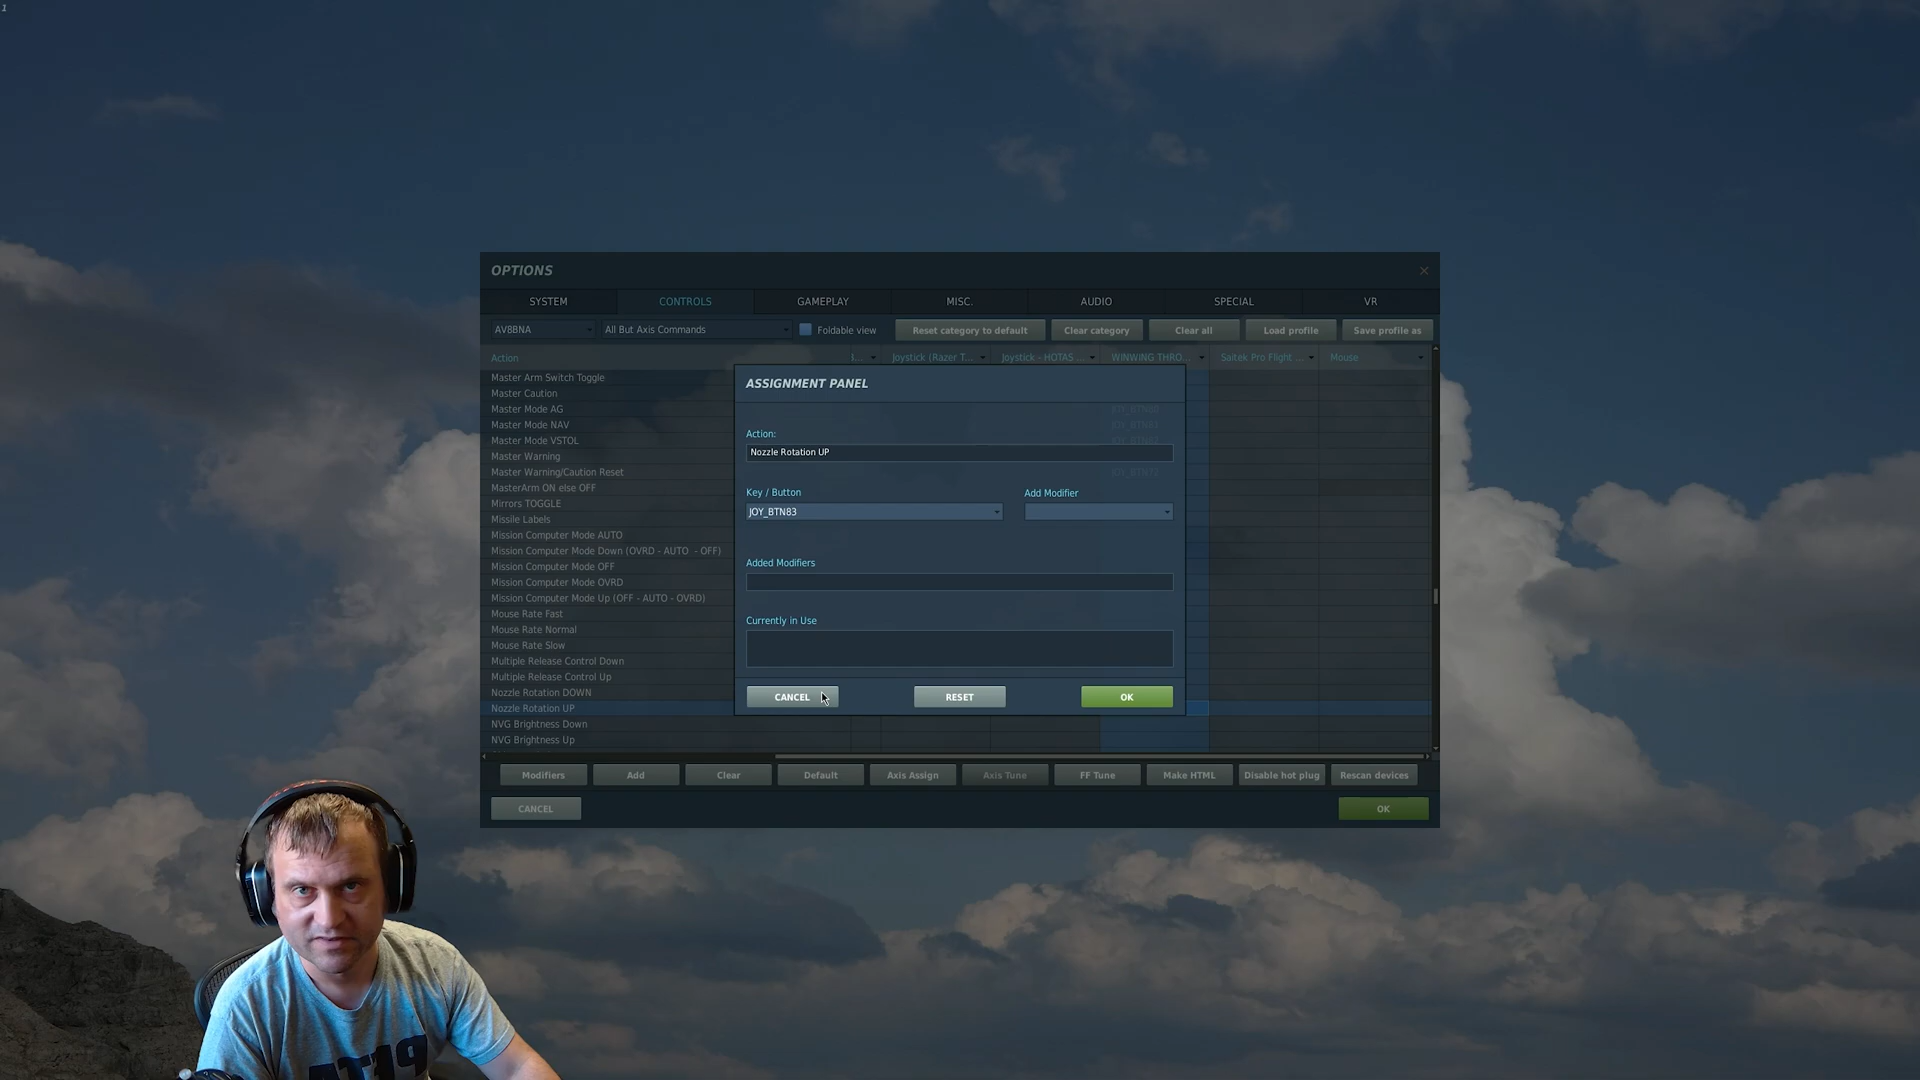 1
OPTIONS
SYSTEM CONTROLS GAMEPLAY MISC. AUDIO SPECIAL VR
AV8BNA All But Axis Commands Foldable view Reset category to default Clear category Clear all Load profile Save profile as
Action I... Joystick (Razer T... Joystick - HOTAS ... WINWING THRO... Saitek Pro Flight ... Mouse
Master Arm Switch Toggle
Master Caution
Master Mode AG
Master Mode NAV
Master Mode VSTOL
Master Warning
Master Warning/Caution Reset
MasterArm ON else OFF
Mirrors TOGGLE
Missile Labels
Mission Computer Mode AUTO
Mission Computer Mode Down (OVRD - AUTO - OFF)
Mission Computer Mode OFF
Mission Computer Mode OVRD
Mission Computer Mode Up (OFF - AUTO - OVRD)
Mouse Rate Fast
Mouse Rate Normal
Mouse Rate Slow
Multiple Release Control Down
Multiple Release Control Up
Nozzle Rotation DOWN
Nozzle Rotation UP
NVG Brightness Down
NVG Brightness Up
ASSIGNMENT PANEL
Action:
Nozzle Rotation UP
Key / Button Add Modifier
JOY_BTN83
Added Modifiers
Currently in Use
CANCEL RESET OK
Modifiers Add Clear Default Axis Assign Axis Tune FF Tune Make HTML Disable hot plug Rescan devices
CANCEL OK